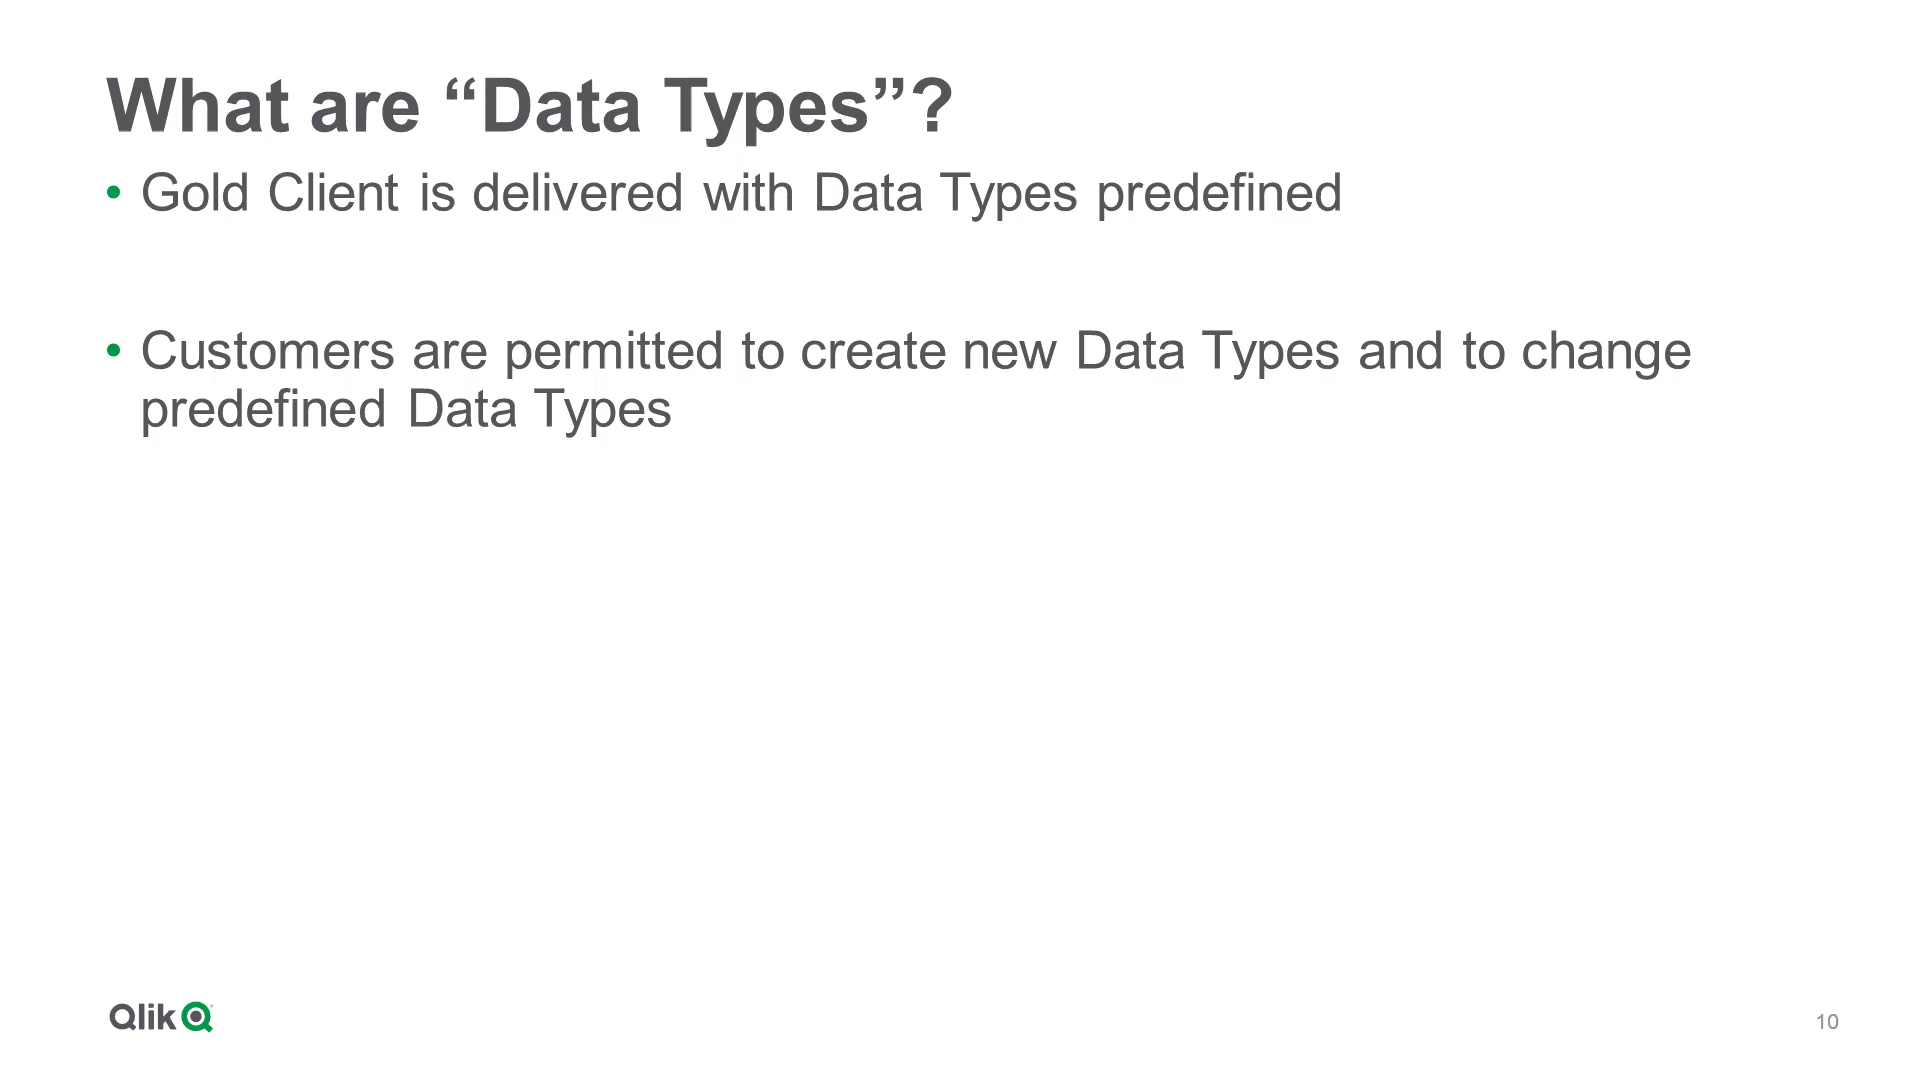 What are “Data Types”?
• Gold Client is delivered with Data Types predefined
• Customers are permitted to create new Data Types and to change
predefined Data Types
Qlik
10